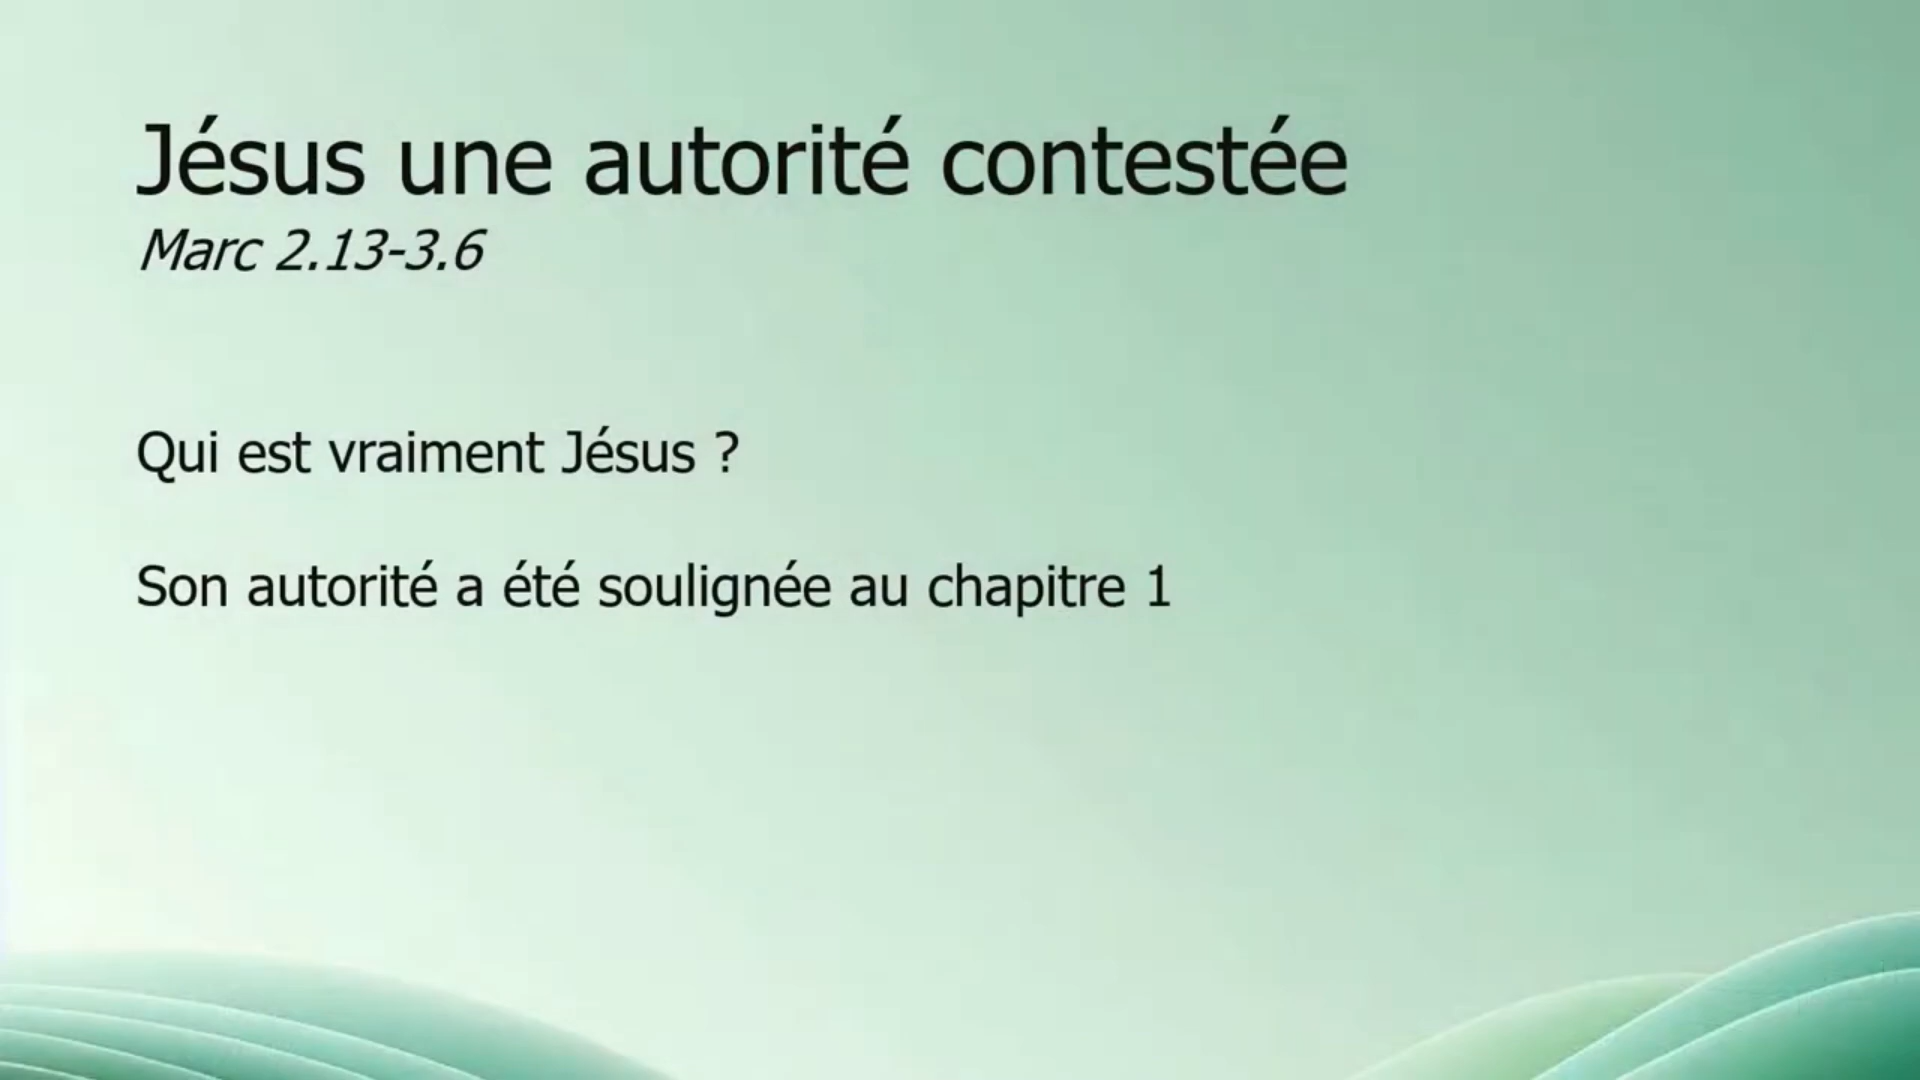 Jésus une autorité contestée
Marc 2.13-3.6
Qui est vraiment Jésus ?
Son autorité a été soulignée au chapitre 1